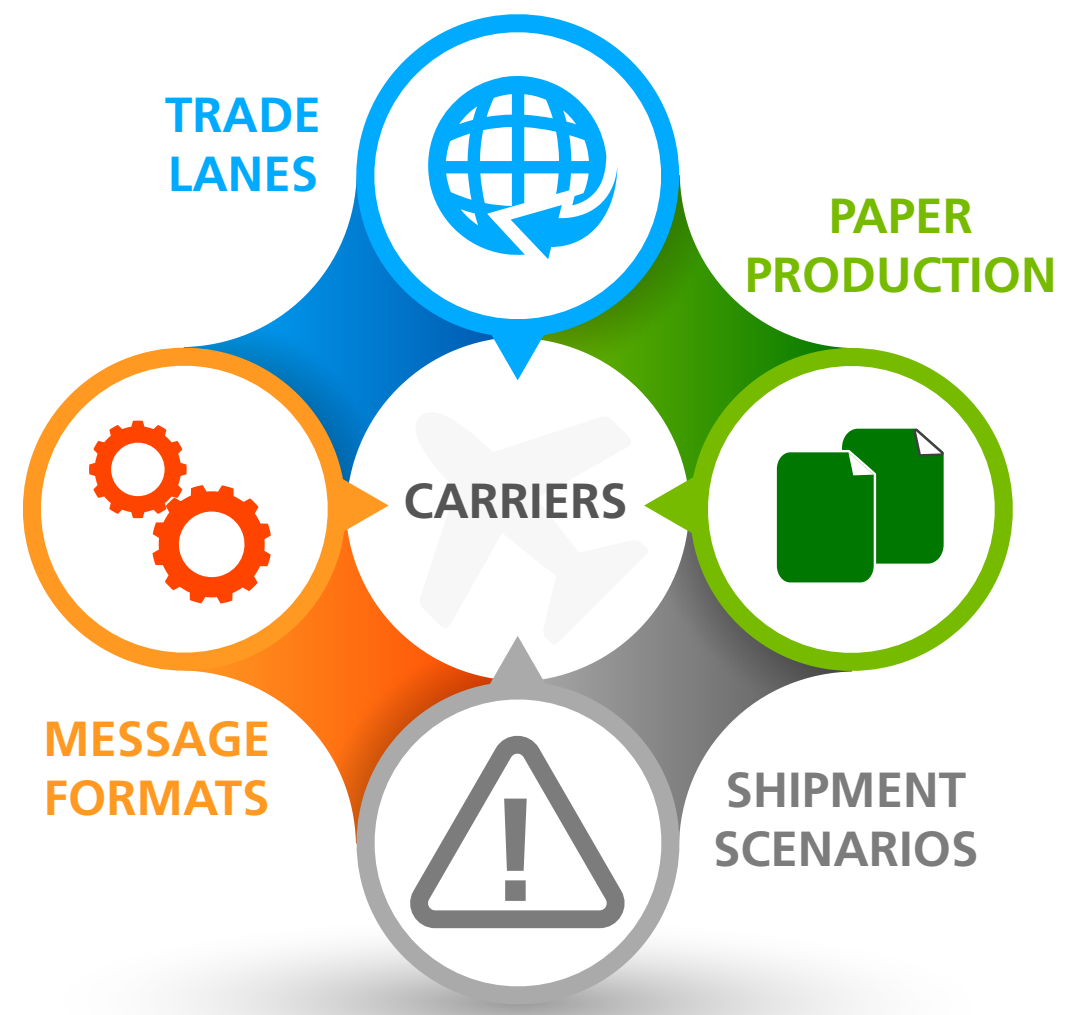 TRADE
LANES
PAPER
PRODUCTION
CARRIERS
MESSAGE
FORMATS
SHIPMENT
SCENARIOS